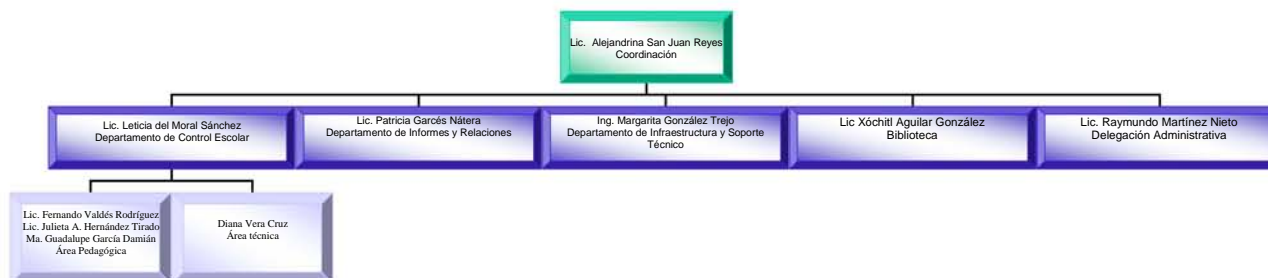 Lic. Alejandrina San Juan Reyes
Coordinación
Lic. Leticia del Moral Sánchez
Departamento de Control Escolar
Lic. Patricia Garcés Nátera
Departamento de Informes y Relaciones
Ing. Margarita González Trejo
Departamento de Infraestructura y Soporte
Técnico
Lic Xóchitl Aguilar González
Biblioteca
Lic. Raymundo Martínez Nieto
Delegación Administrativa
Lic. Fernando Valdés Rodríguez
Lic. Julieta A. Hernández Tirado
Ma. Guadalupe García Damián
Área Pedagógica
Diana Vera Cruz
Área técnica